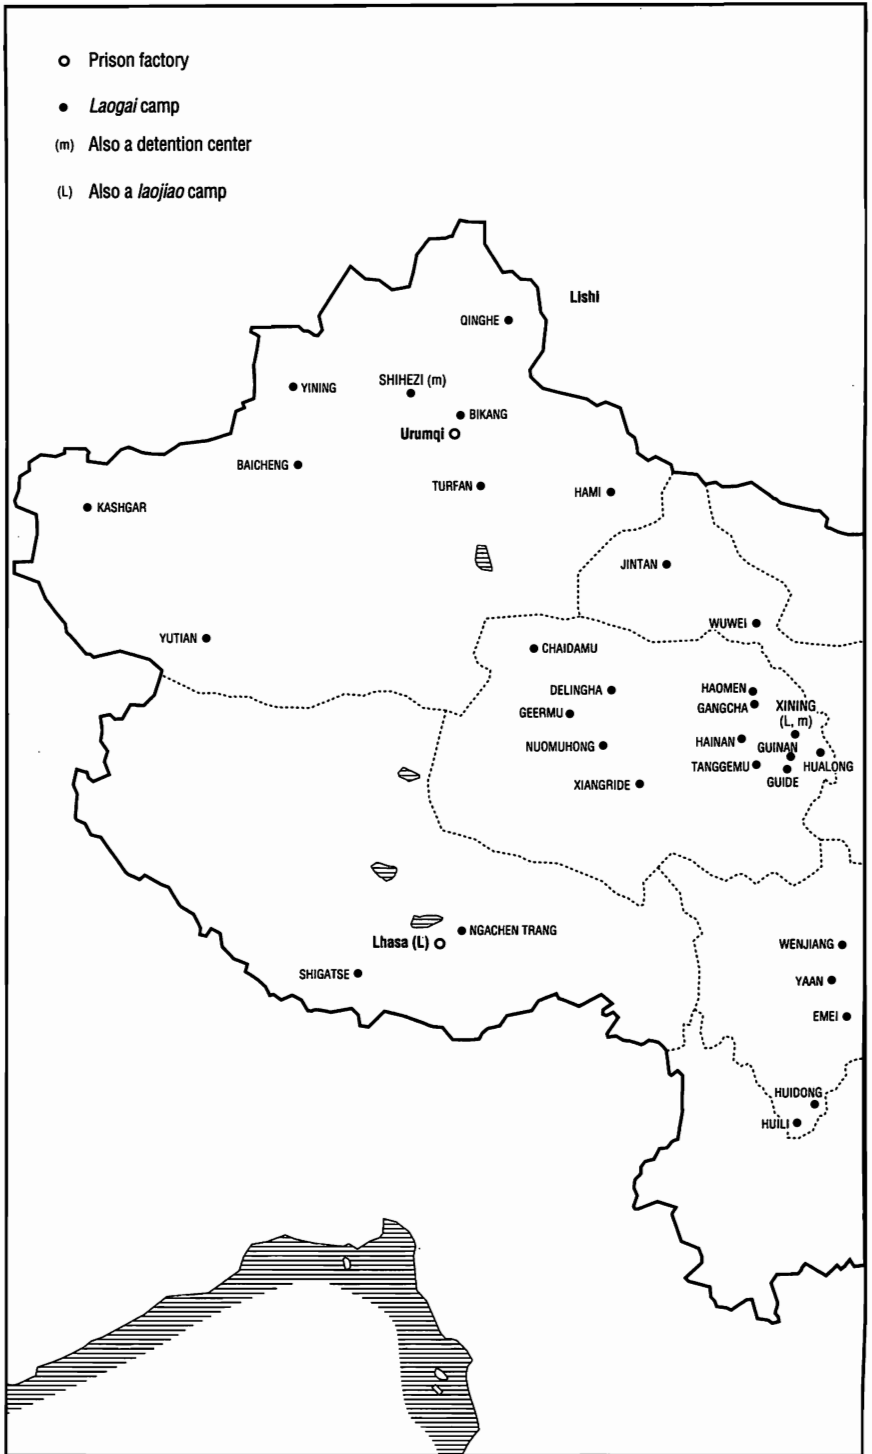 Prison factory
Laogai camp
(m) Also a detention center
(L) Also a laojiao camp
Lishi
QINGHE
YINING
SHIHEZI (m)
BIKANG
Urumqi
BAICHENG
TURFAN
HAMI
KASHGAR
JINTAN
WUWEI
YUTIAN
CHAIDAMU
DELINGHA
HAOMEN
GANGCHA
XINING
(L, m)
GEERMU
HAINAN
GUINAN
NUOMUHONG
TANGGEMU
HUALONG
GUIDE
XIANGRIDE
NGACHEN TRANG
Lhasa (L)
WENJIANG
SHIGATSE
YAAN
EMEI
HUIDONG
HUILI